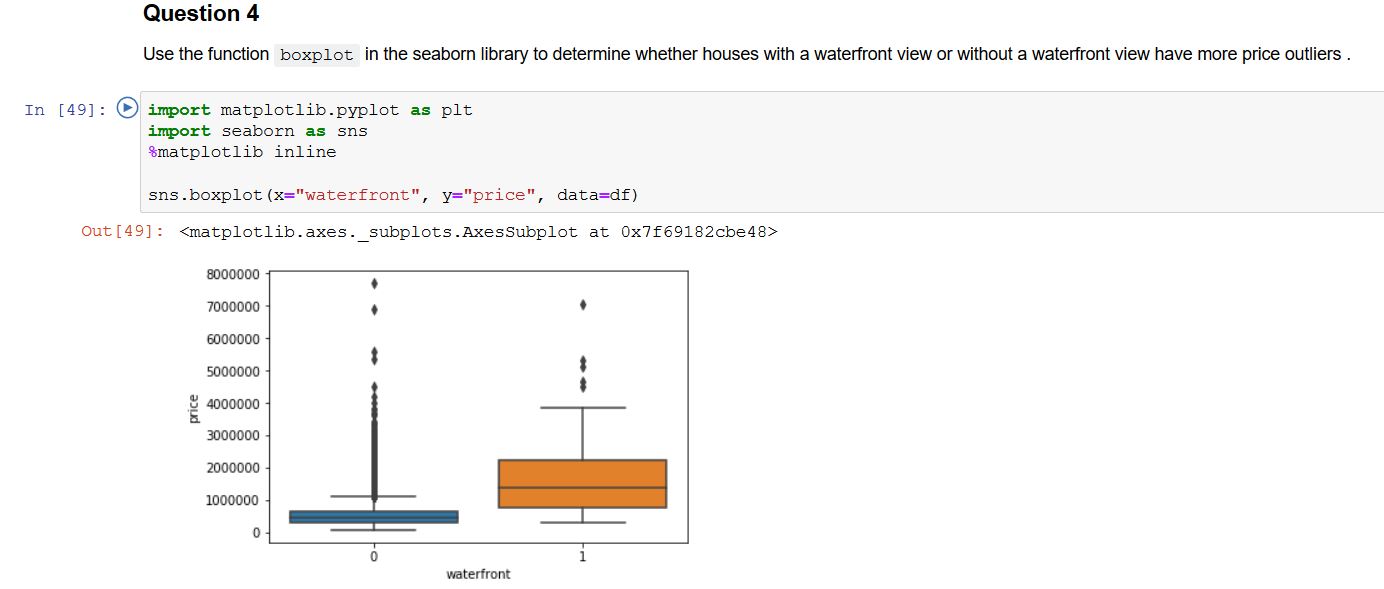 Question 4
Use the function boxplot in the seaborn library to determine whether houses with a waterfront view or without a waterfront view have more price outliers .
In [49]: import matplotlib.pyplot as plt
import seaborn as sns
%matplotlib inline
sns.boxplot(x="waterfront", y="price", data=df)
Out[49]: <matplotlib.axes._subplots.AxesSubplot at 0x7f69182cbe48>
8000000
7000000
6000000
5000000
4000000
price
3000000
2000000
1000000
0
0 1
waterfront